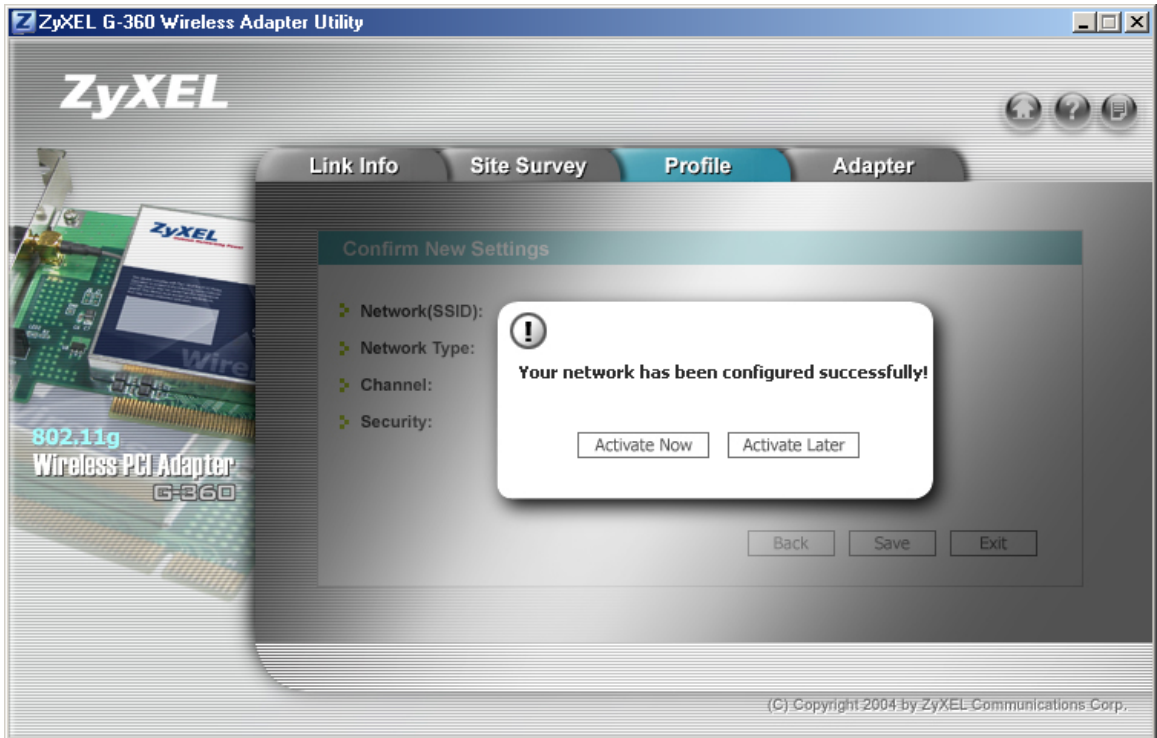 ZyXEL G-360 Wireless Adapter Utility
ZyXEL
Link Info
Site Survey
Profile
Adapter
ZyXEL
Wire
Confirm New Settings
Network(SSID):
Network Type:
Channel:
Security:
Your network has been configured successfully!
Activate Now
Activate Later
802.11g
Wireless PCI Adapter
G-360
Back
Save
Exit
(C) Copyright 2004 by ZyXEL Communications Corp.